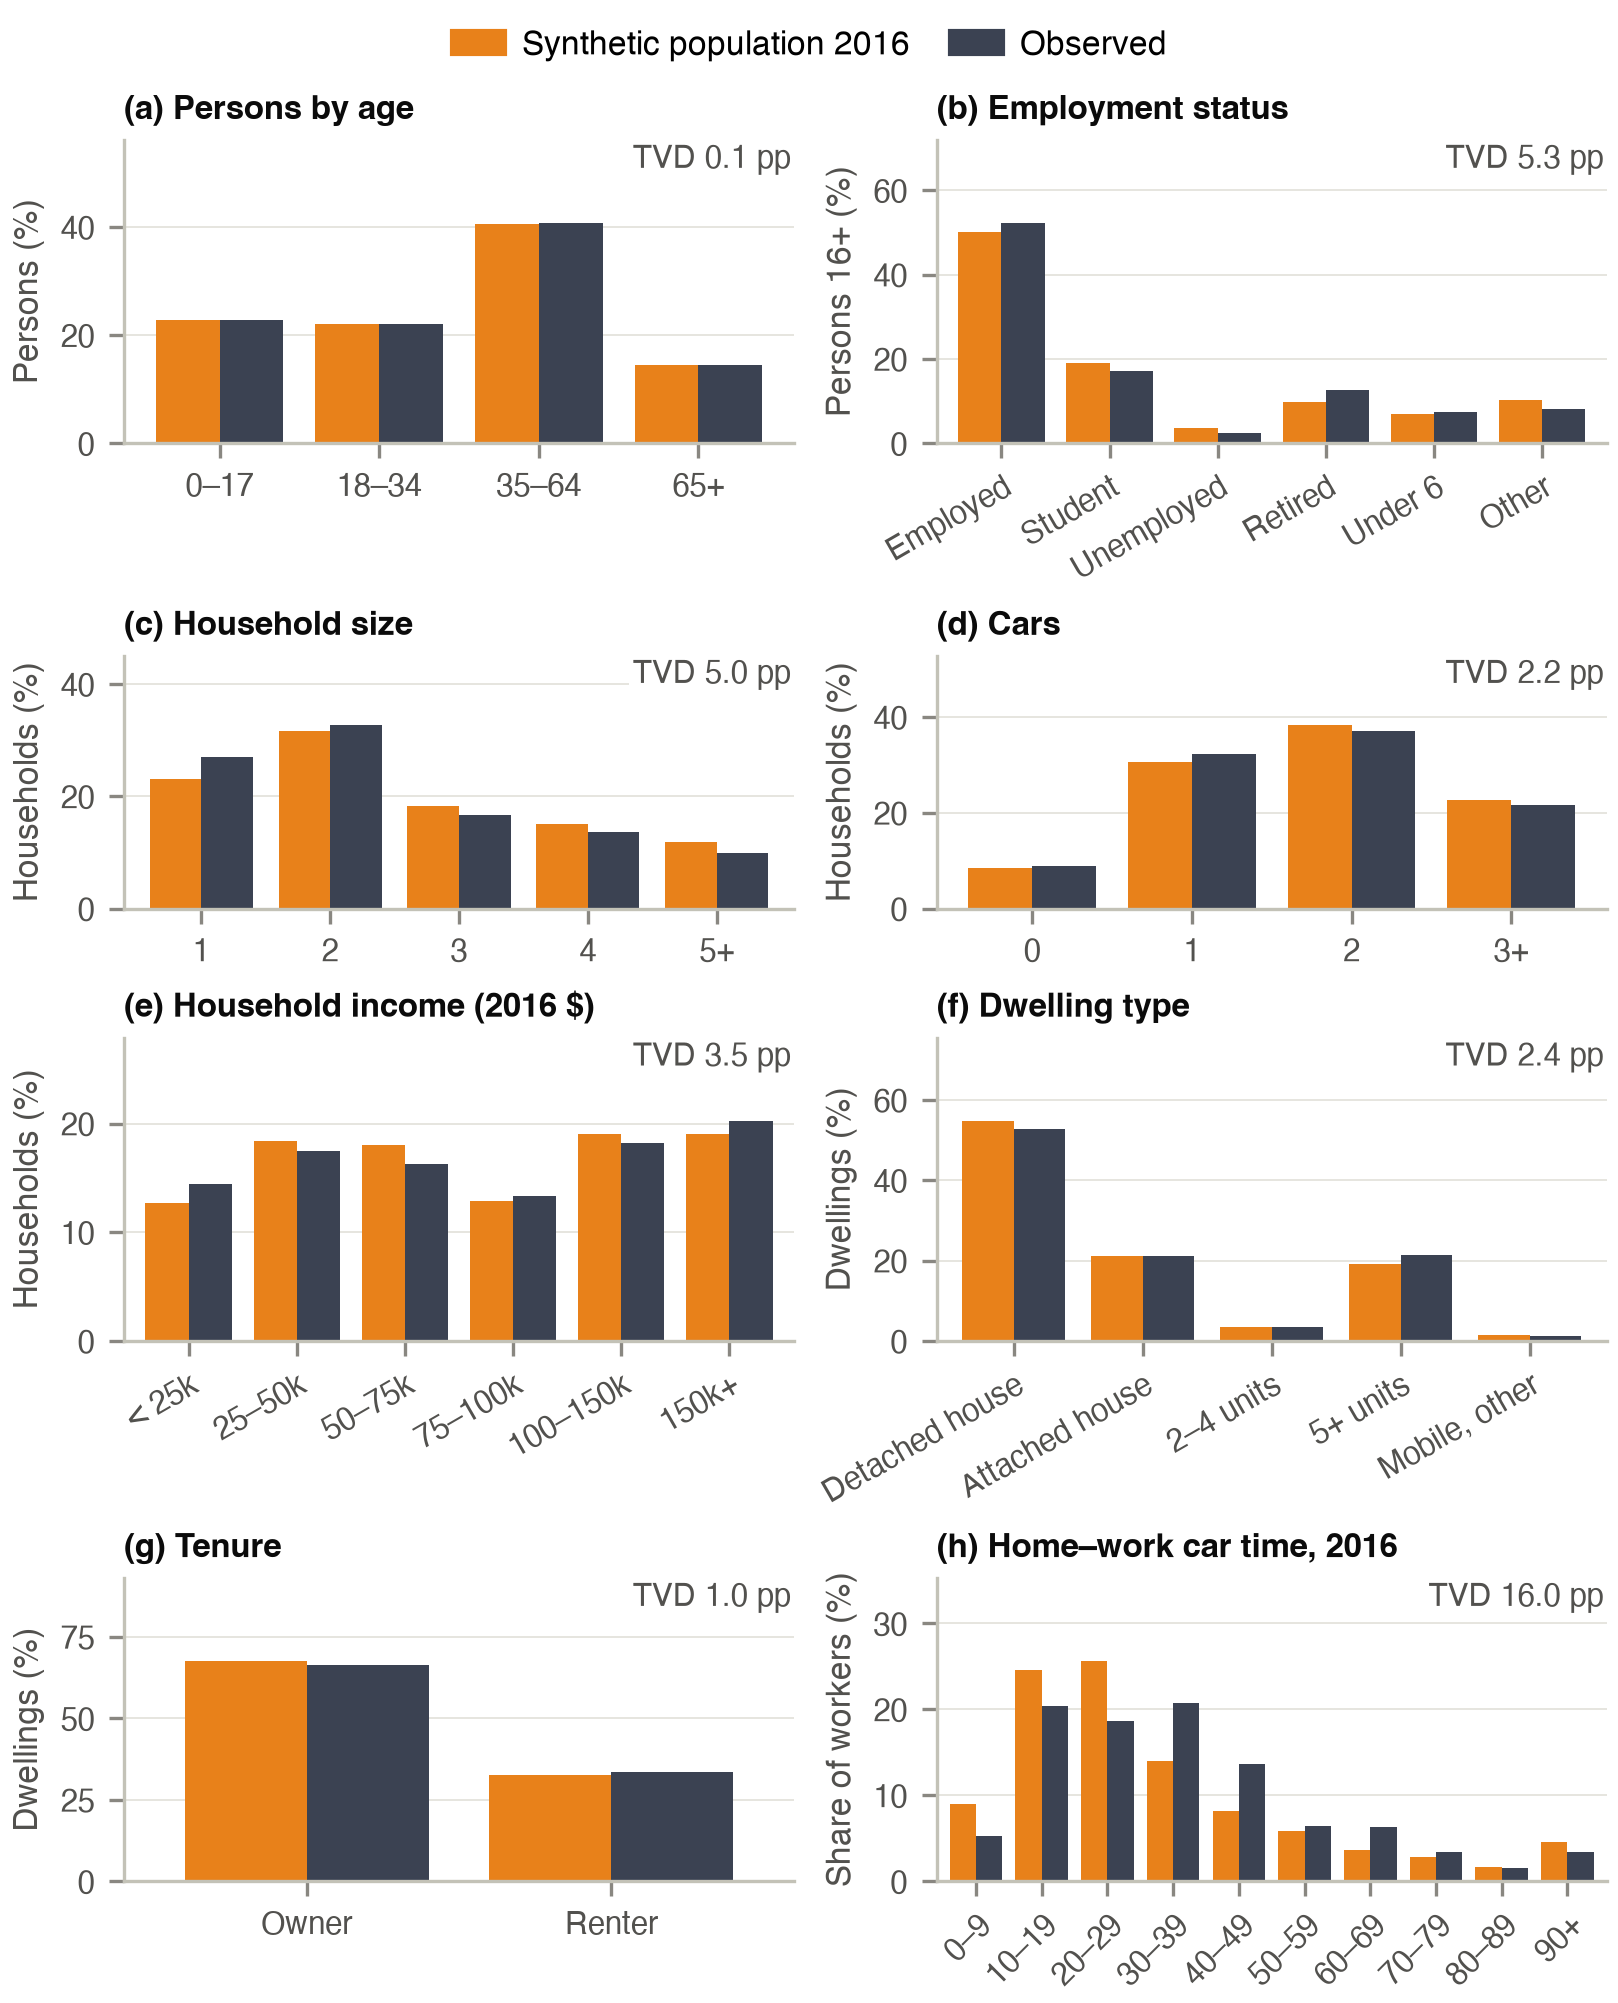 Synthetic population 2016 Observed
(a) Persons by age
TVD 0.1 pp
Persons (%)
40
20
0
0–17 18–34 35–64 65+
(b) Employment status
TVD 5.3 pp
Persons 16+ (%)
60
40
20
0
Employed Student Unemployed Retired Under 6 Other
(c) Household size
TVD 5.0 pp
Households (%)
40
20
0
1 2 3 4 5+
(d) Cars
TVD 2.2 pp
Households (%)
40
20
0
0 1 2 3+
(e) Household income (2016 $)
TVD 3.5 pp
Households (%)
20
10
0
< 25k 25–50k 50–75k 75–100k 100–150k 150k+
(f) Dwelling type
TVD 2.4 pp
Dwellings (%)
60
40
20
0
Detached house Attached house 2–4 units 5+ units Mobile, other
(g) Tenure
TVD 1.0 pp
Dwellings (%)
75
50
25
0
Owner Renter
(h) Home–work car time, 2016
TVD 16.0 pp
Share of workers (%)
30
20
10
0
0–9 10–19 20–29 30–39 40–49 50–59 60–69 70–79 80–89 90+